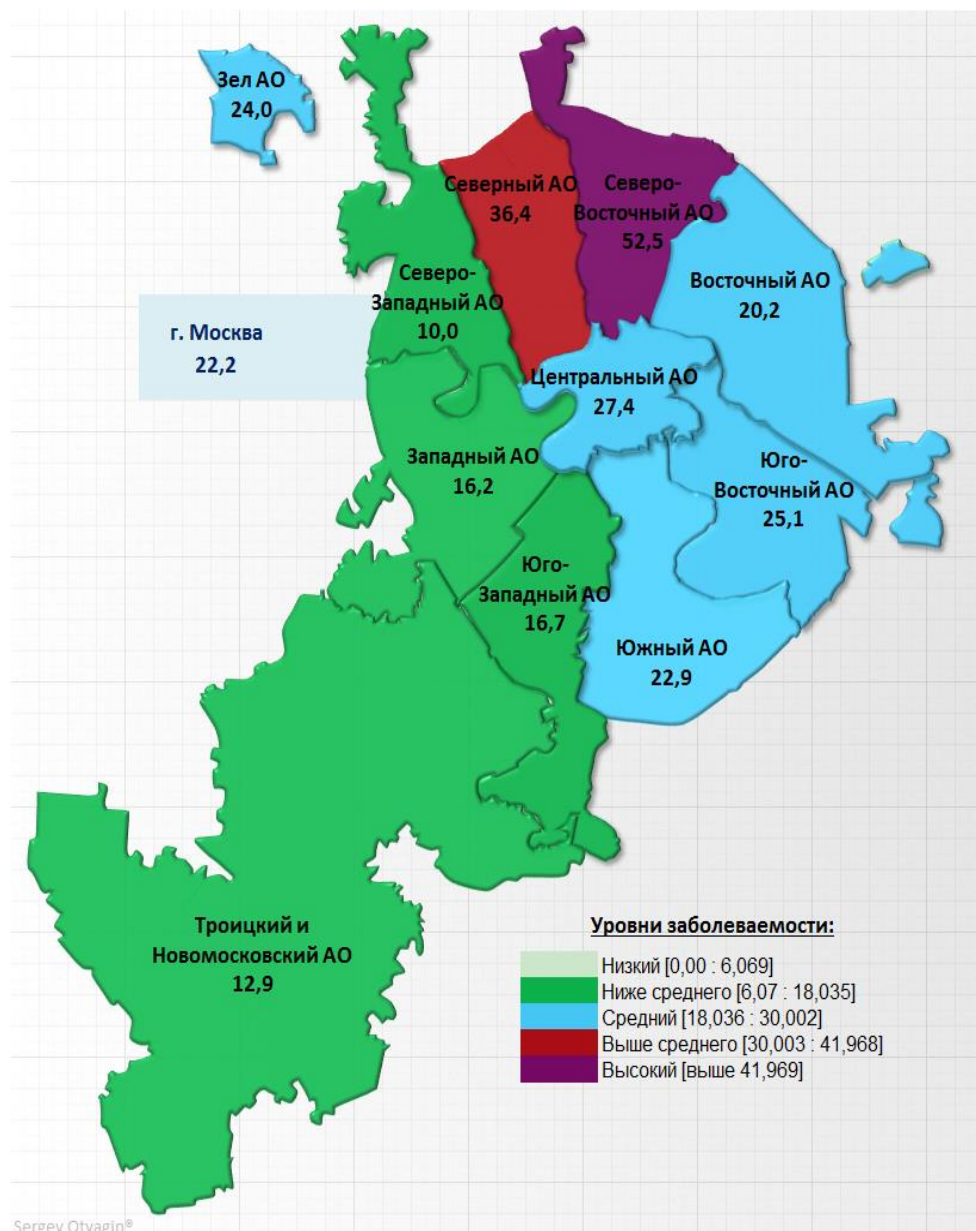 Зел АО
24,0
Северный АО
36,4
Северо-
Восточный АО
52,5
Северо-
Западный АО
10,0
Восточный АО
20,2
г. Москва
22,2
Центральный АО
27,4
Западный АО
16,2
Юго-
Восточный АО
25,1
Юго-
Западный АО
16,7
Южный АО
22,9
Троицкий и
Новомосковский АО
12,9
Уровни заболеваемости:
Низкий [0,00 : 6,069]
Ниже среднего [6,07 : 18,035]
Средний [18,036 : 30,002]
Выше среднего [30,003 : 41,968]
Высокий [выше 41,969]
Sergey Otvagin®